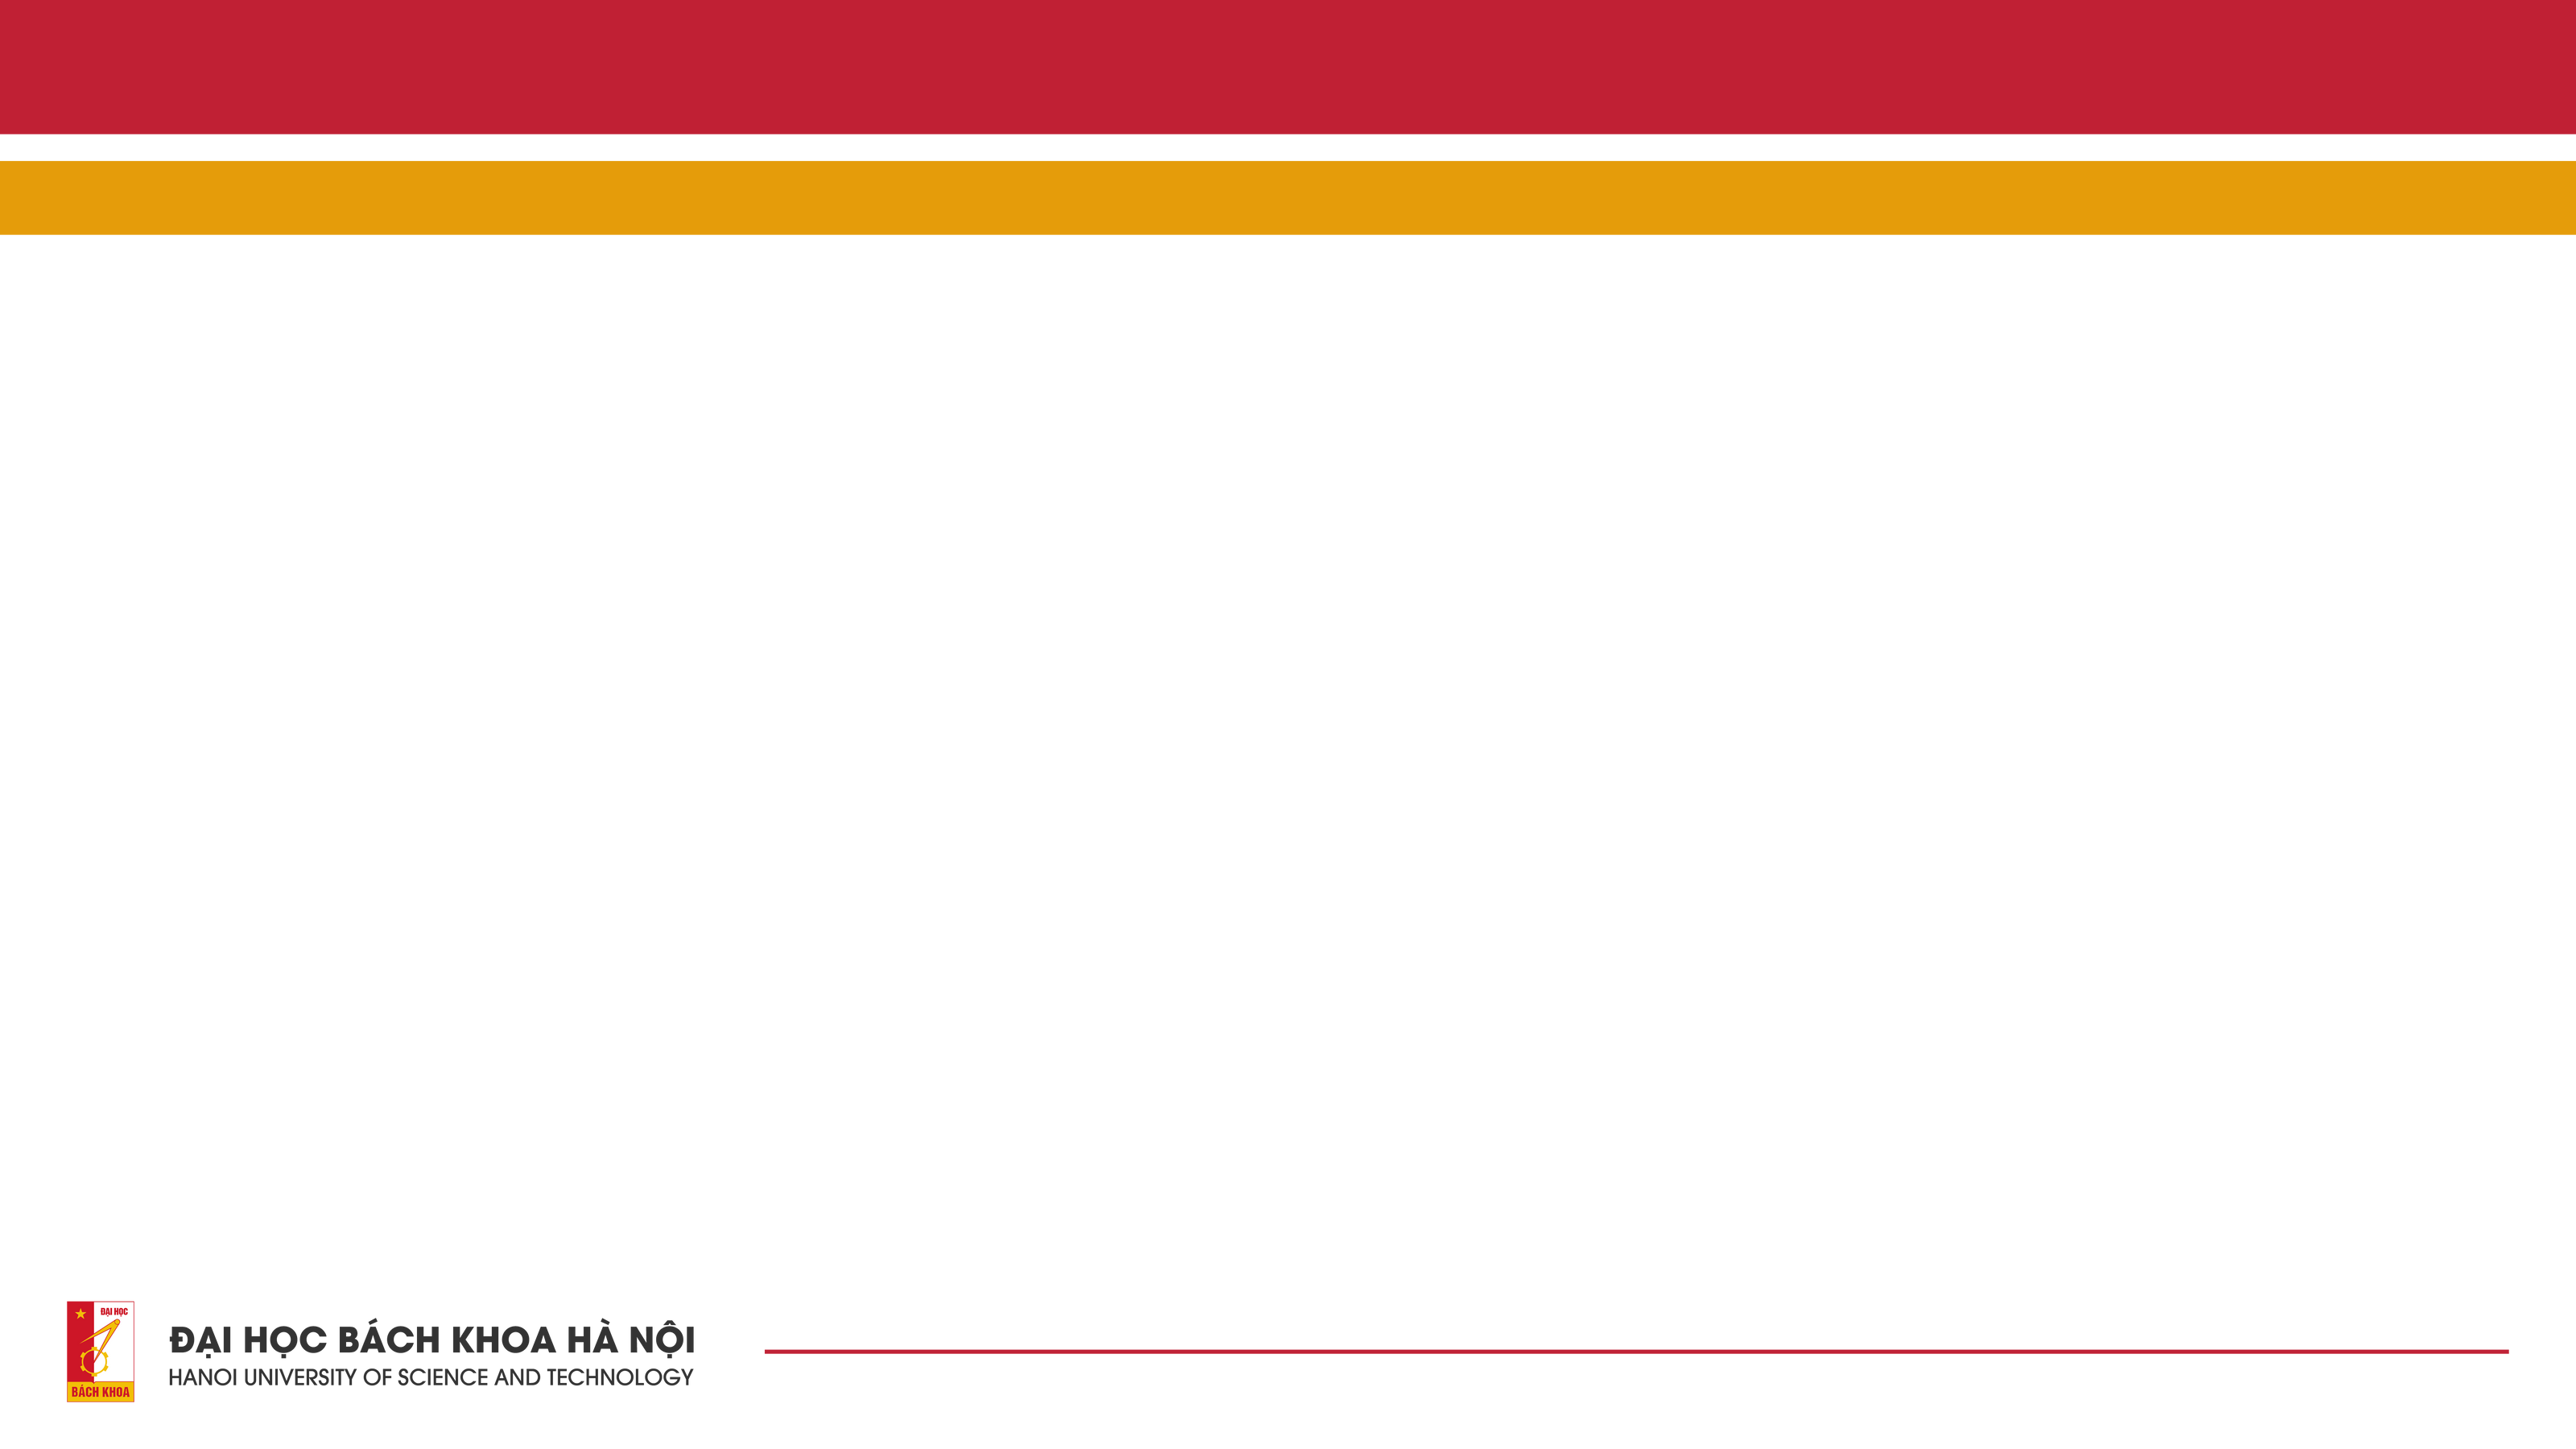 ĐẠI HỌC
BÁCH KHOA
ĐẠI HỌC BÁCH KHOA HÀ NỘI
HANOI UNIVERSITY OF SCIENCE AND TECHNOLOGY